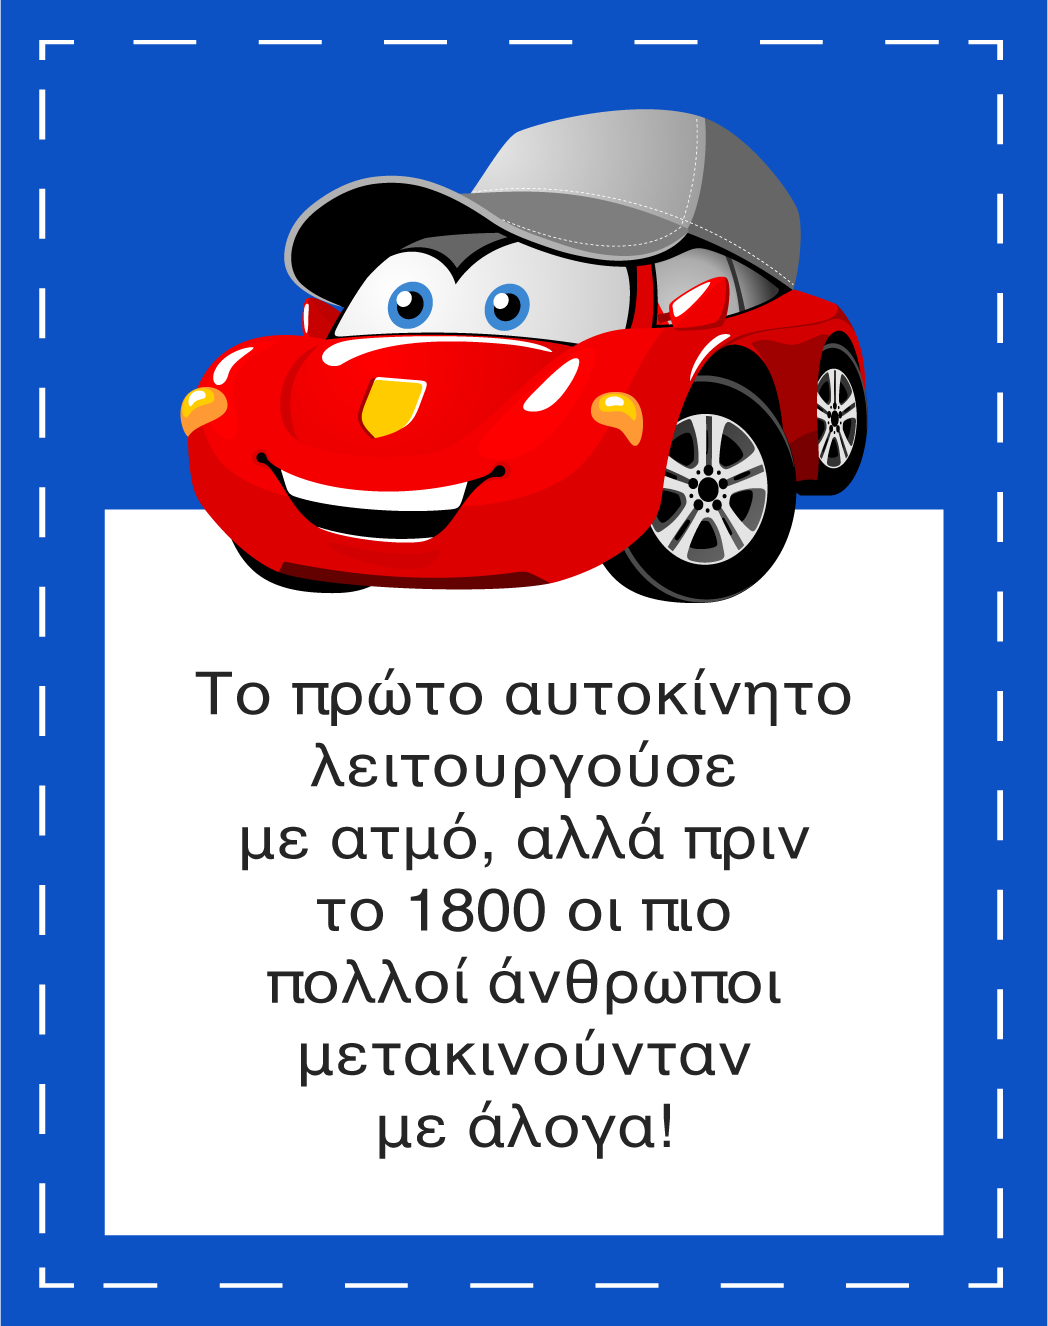 Το πρώτο αυτοκίνητο
λειτουργούσε
με ατμό, αλλά πριν
το 1800 οι πιο
πολλοί άνθρωποι
μετακινούνταν
με άλογα!